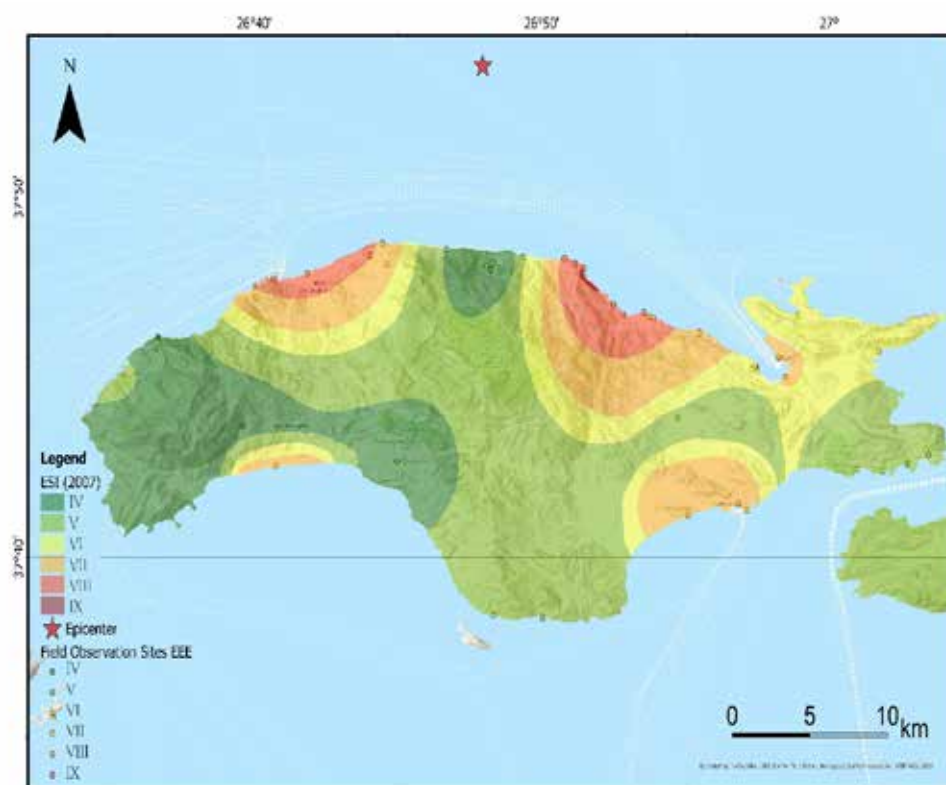 26°40'
26°50'
27°
N
37°50'
37°40'
Legend
ESI (2007)
IV
V
VI
VII
VIII
IX
Epicenter
Field Observation Sites EEE
IV
V
VI
VII
VIII
IX
0 5 10 km